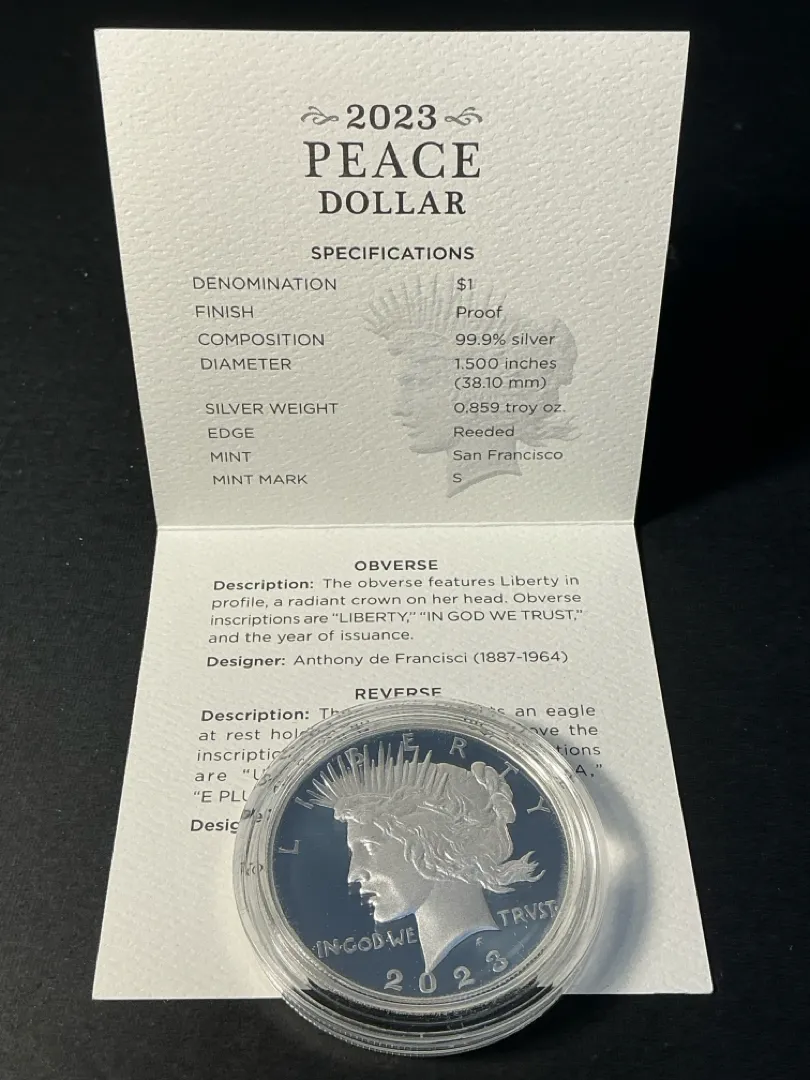 2023
PEACE
DOLLAR
SPECIFICATIONS
DENOMINATION $1
FINISH Proof
COMPOSITION 99.9% silver
DIAMETER 1.500 inches
(38.10 mm)
SILVER WEIGHT 0.859 troy oz.
EDGE Reeded
MINT San Francisco
MINT MARK S
OBVERSE
Description: The obverse features Liberty in
profile, a radiant crown on her head. Obverse
inscriptions are “LIBERTY,” “IN GOD WE TRUST,”
and the year of issuance.
Designer: Anthony de Francisci (1887-1964)
REVERSE
Description: an eagle
at rest the
are
“E
LIBERTY
IN·GOD·WE TRVST·
2023